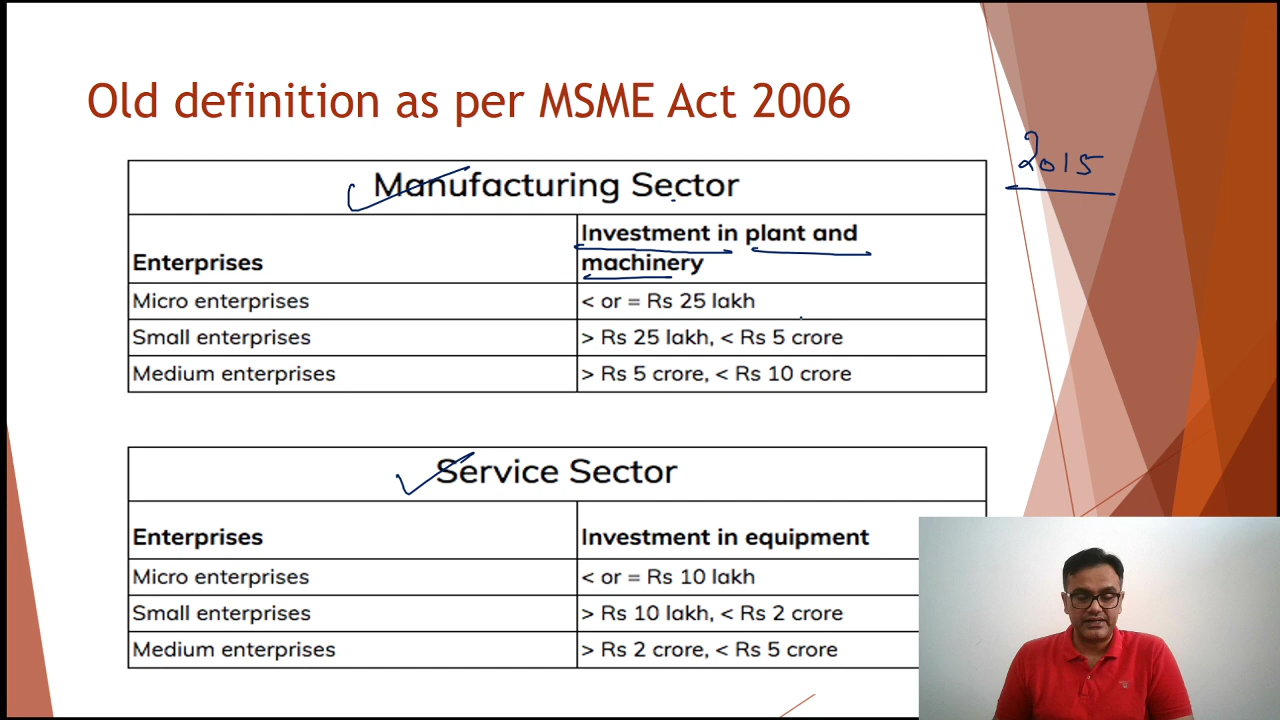 Old definition as per MSME Act 2006
2015
Manufacturing Sector
Enterprises
Investment in plant and
machinery
Micro enterprises < or = Rs 25 lakh
Small enterprises > Rs 25 lakh, < Rs 5 crore
Medium enterprises > Rs 5 crore, < Rs 10 crore
Service Sector
Enterprises Investment in equipment
Micro enterprises < or = Rs 10 lakh
Small enterprises > Rs 10 lakh, < Rs 2 crore
Medium enterprises > Rs 2 crore, < Rs 5 crore